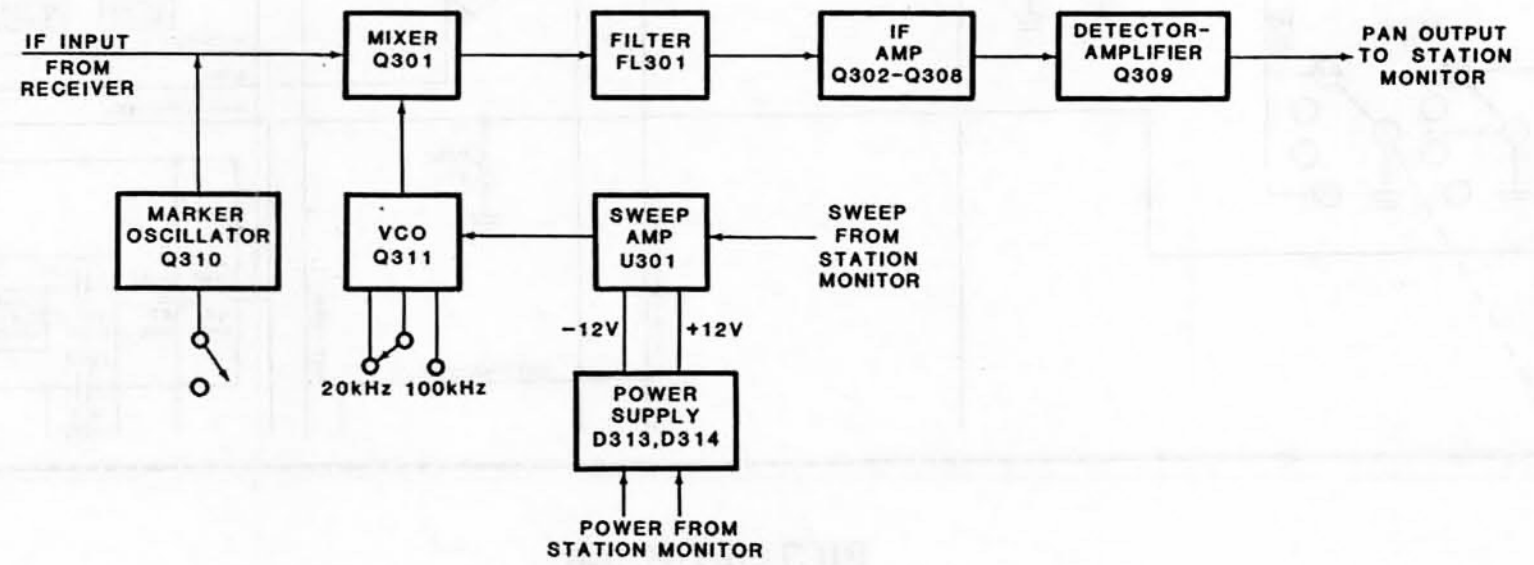 IF INPUT
FROM
RECEIVER
MIXER
Q301
FILTER
FL301
IF
AMP
Q302-Q308
DETECTOR-
AMPLIFIER
Q309
PAN OUTPUT
TO STATION
MONITOR
MARKER
OSCILLATOR
Q310
VCO
Q311
SWEEP
AMP
U301
SWEEP
FROM
STATION
MONITOR
-12V
+12V
20kHz 100kHz
POWER
SUPPLY
D313,D314
POWER FROM
STATION MONITOR